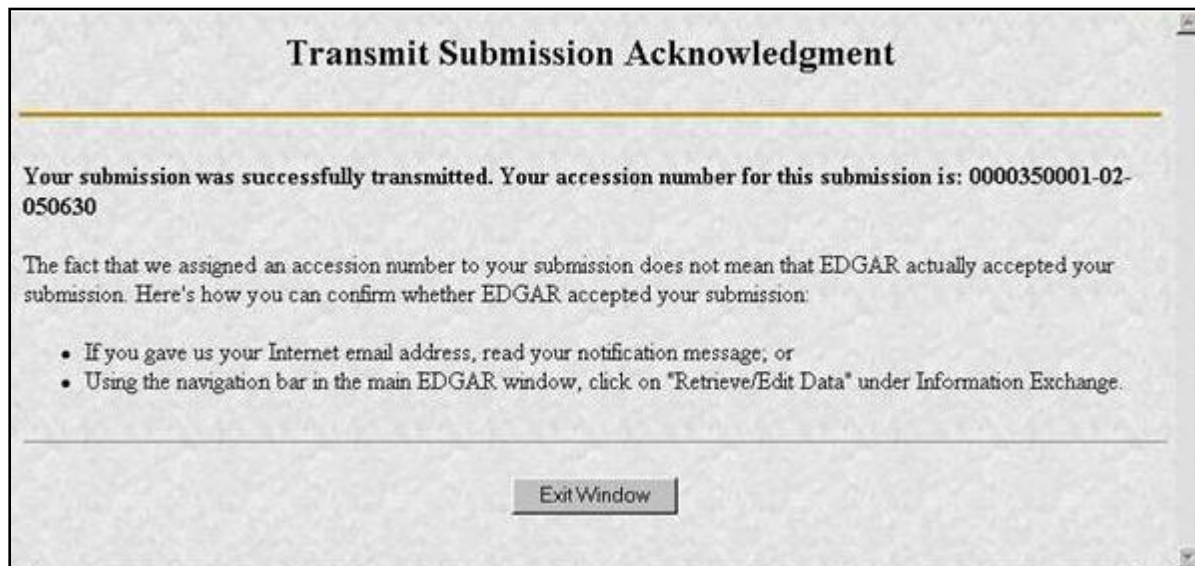 Transmit Submission Acknowledgment
Your submission was successfully transmitted. Your accession number for this submission is: 0000350001-02-
050630
The fact that we assigned an accession number to your submission does not mean that EDGAR actually accepted your
submission. Here's how you can confirm whether EDGAR accepted your submission:
• If you gave us your Internet email address, read your notification message; or
• Using the navigation bar in the main EDGAR window, click on "Retrieve/Edit Data" under Information Exchange.
Exit Window